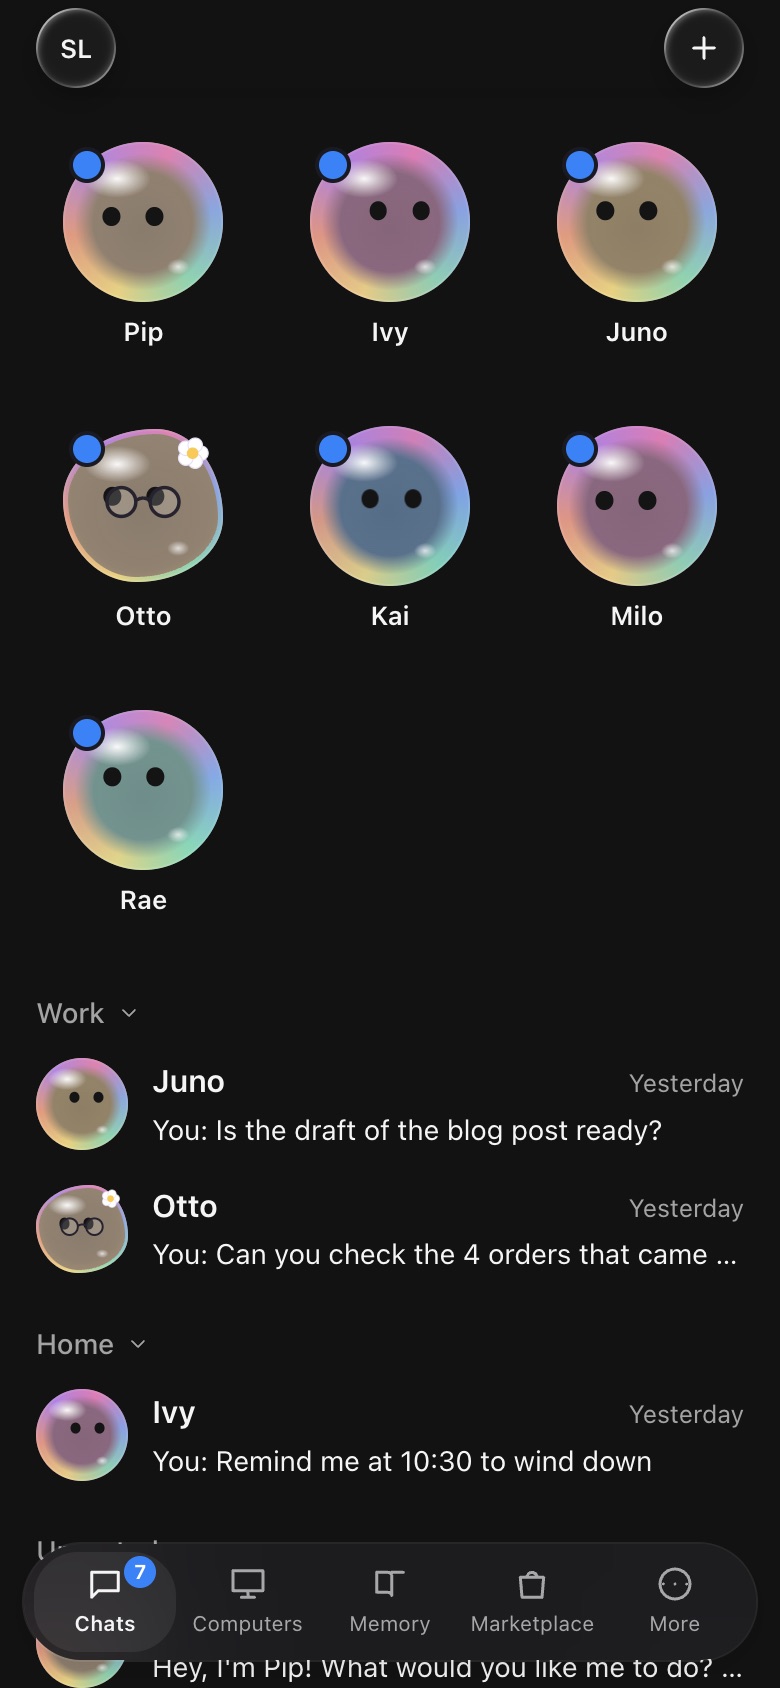 SL
Pip
Ivy
Juno
Otto
Kai
Milo
Rae
Work
Juno
Yesterday
You: Is the draft of the blog post ready?
Otto
Yesterday
You: Can you check the 4 orders that came ...
Home
Ivy
Yesterday
You: Remind me at 10:30 to wind down
7
Chats
Computers
Memory
Marketplace
More
Hey, I'm Pip! What would you like me to do? ...